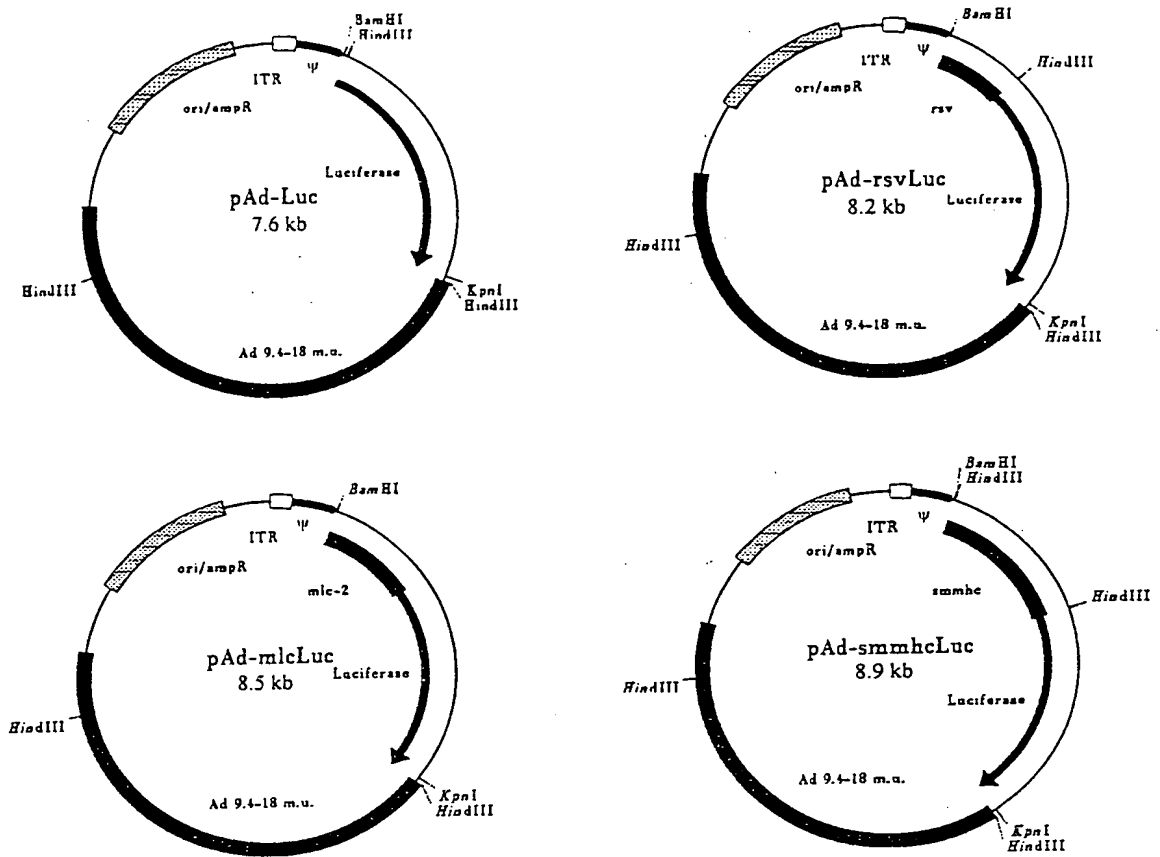 BamHI
HindIII
ITR
Ψ
ori/ampR
Luciferase
pAd-Luc
7.6 kb
HindIII
KpnI
HindIII
Ad 9.4-18 m.u.
BamHI
HindIII
ITR
Ψ
ori/ampR
rsv
pAd-rsvLuc
8.2 kb
Luciferase
HindIII
KpnI
HindIII
Ad 9.4-18 m.u.
BamHI
ITR
Ψ
ori/ampR
mlc-2
pAd-mlcLuc
8.5 kb
Luciferase
HindIII
KpnI
HindIII
Ad 9.4-18 m.u.
BamHI
HindIII
ITR
Ψ
ori/ampR
smmhc
HindIII
pAd-smmhcLuc
8.9 kb
HindIII
Luciferase
Ad 9.4-18 m.u.
KpnI
HindIII